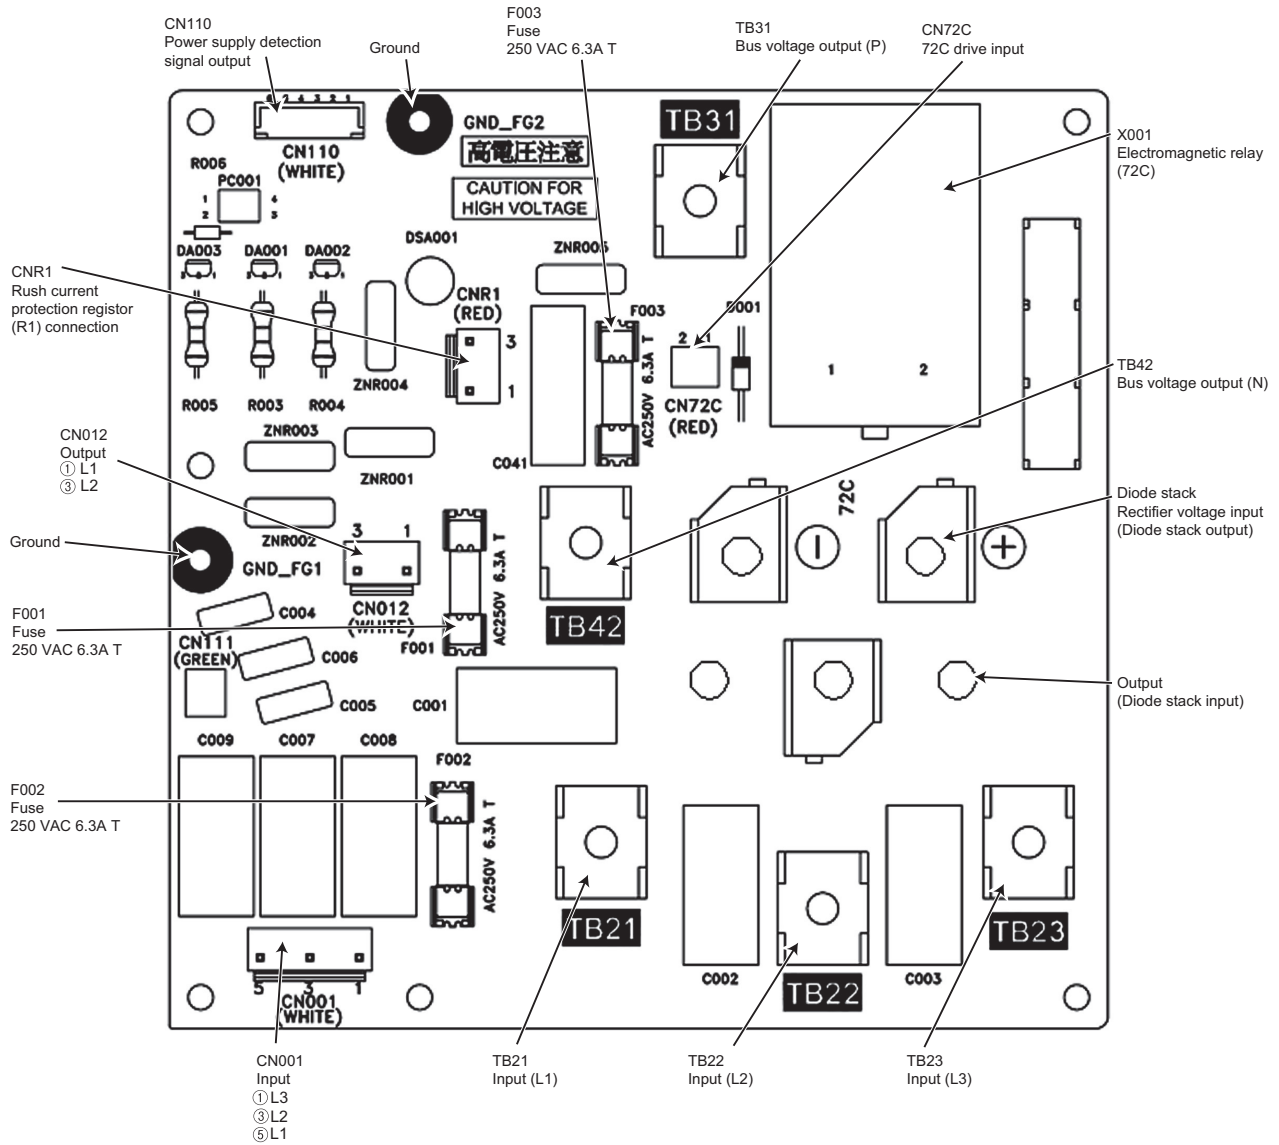 CN110
Power supply detection
signal output
Ground
F003
Fuse
250 VAC 6.3A T
TB31
Bus voltage output (P)
CN72C
72C drive input
X001
Electromagnetic relay
(72C)
CNR1
Rush current
protection registor
(R1) connection
TB42
Bus voltage output (N)
CN012
Output
① L1
③ L2
Diode stack
Rectifier voltage input
(Diode stack output)
Ground
F001
Fuse
250 VAC 6.3A T
Output
(Diode stack input)
F002
Fuse
250 VAC 6.3A T
CN001
Input
①L3
③L2
⑤L1
TB21
Input (L1)
TB22
Input (L2)
TB23
Input (L3)
6 5 4 3 2 1
CN110
(WHITE)
GND_FG2
高電圧注意
CAUTION FOR
HIGH VOLTAGE
TB31
R006
PC001
1 4
2 3
DA003 DA001 DA002
DSA001
ZNR005
CNR1
(RED)
3
1
F003
AC250V 6.3A T
2 1
CN72C
(RED)
D001
1 2
ZNR004
R005 R003 R004
ZNR003
ZNR001
C041
72C
ZNR002
3 1
GND_FG1
CN012
(WHITE)
AC250V 6.3A T
F001
TB42
− +
C004
CN111
(GREEN)
C006
C005
C001
C009 C007 C008
F002
AC250V 6.3A T
TB21
TB22
TB23
C002
C003
5 3 1
CN001
(WHITE)